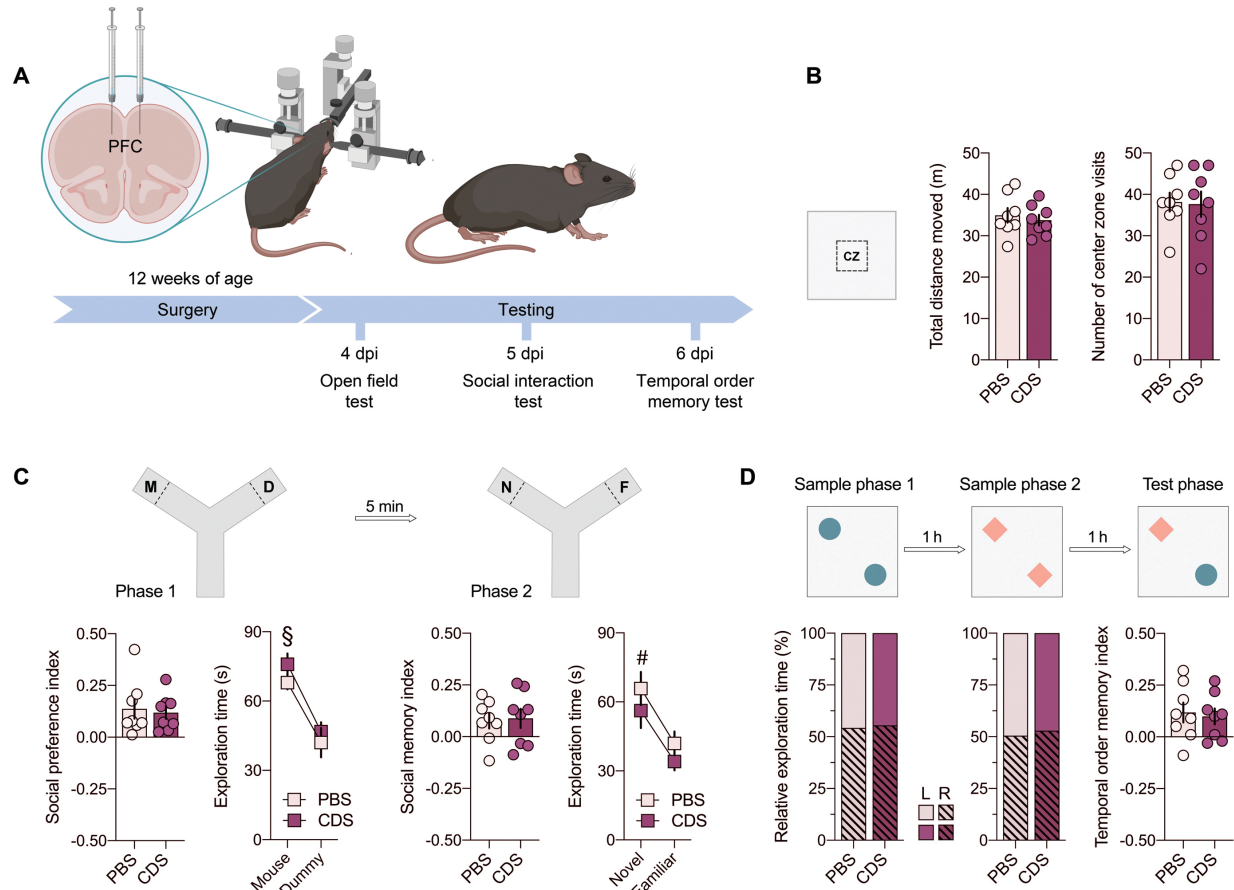 A
PFC
12 weeks of age
Surgery
Testing
4 dpi
5 dpi
6 dpi
Open field
test
Social interaction
test
Temporal order
memory test
B
CZ
Total distance moved (m)
50
40
30
20
10
0
PBS
CDS
Number of center zone visits
50
40
30
20
10
0
PBS
CDS
C
M
D
Phase 1
5 min
N
F
Phase 2
Social preference index
0.50
0.25
0.00
-0.25
-0.50
PBS
CDS
Exploration time (s)
90
60
30
0
§
PBS
CDS
Mouse
Dummy
Social memory index
0.50
0.25
0.00
-0.25
-0.50
PBS
CDS
Exploration time (s)
90
60
30
0
#
PBS
CDS
Novel
Familiar
D
Sample phase 1
1 h
Sample phase 2
1 h
Test phase
Relative exploration time (%)
100
75
50
25
0
PBS
CDS
L R
100
75
50
25
0
PBS
CDS
Temporal order memory index
0.50
0.25
0.00
-0.25
-0.50
PBS
CDS